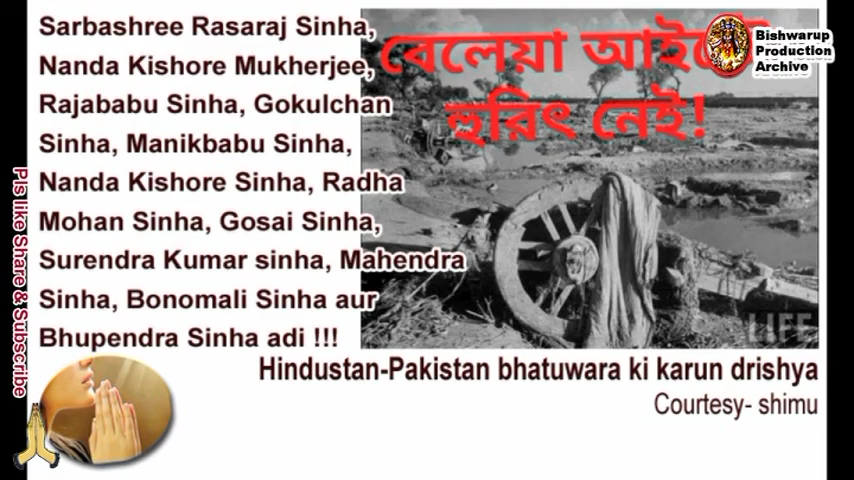 Sarbashree Rasaraj Sinha,
Nanda Kishore Mukherjee,
Rajababu Sinha, Gokulchan
Sinha, Manikbabu Sinha,
Nanda Kishore Sinha, Radha
Mohan Sinha, Gosai Sinha,
Surendra Kumar sinha, Mahendra
Sinha, Bonomali Sinha aur
Bhupendra Sinha adi !!!
বেলেয়া
হুরিৎ নেই!
Bishwarup
Production
Archive
LIFE
Hindustan-Pakistan bhatuwara ki karun drishya
Courtesy- shimu
Pls like Share & Subscribe